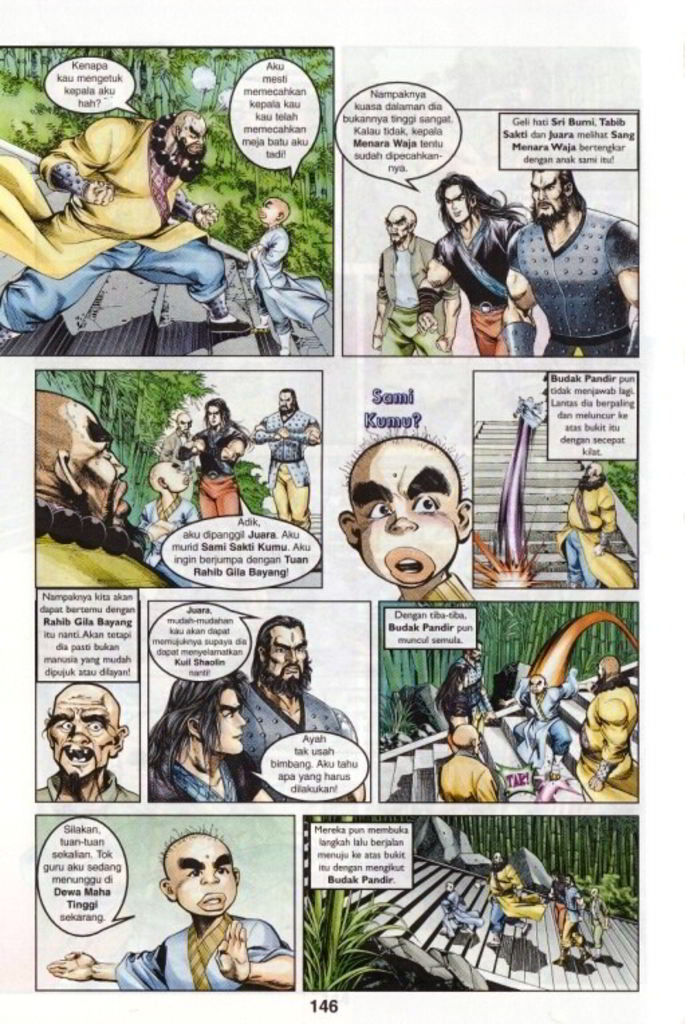 Kenapa
kau mengetuk
kepala aku
hah?
Aku
mesti
memecahkan
kepala kau
kau telah
memecahkan
meja batu aku
tadi!
Nampaknya
kuasa dalaman dia
bukannya tinggi sangat.
Kalau tidak, kepala
Menara Waja tentu
sudah dipecahkan-
nya.
Geli hati Sri Bumi, Tabib
Sakti dan Juara melihat Sang
Menara Waja bertengkar
dengan anak sami itu!
Adik,
aku dipanggil Juara. Aku
murid Sami Sakti Kumu. Aku
ingin berjumpa dengan Tuan
Rahib Gila Bayang!
Sami
Kumu?
Budak Pandir pun
tidak menjawab lagi.
Lantas dia berpaling
dan meluncur ke
atas bukit itu
dengan secepat
kilat.
Nampaknya kita akan
dapat bertemu dengan
Rahib Gila Bayang
itu nanti.Akan tetapi
dia pasti bukan
manusia yang mudah
dipujuk atau dilayan!
Juara,
mudah-mudahan
kau akan dapat
memujuknya supaya dia
dapat menyelamatkan
Kuil Shaolin
nanti!
Ayah
tak usah
bimbang. Aku tahu
apa yang harus
dilakukan!
Dengan tiba-tiba,
Budak Pandir pun
muncul semula.
TAK!
Silakan,
tuan-tuan
sekalian. Tok
guru aku sedang
menunggu di
Dewa Maha
Tinggi
sekarang.
Mereka pun membuka
langkah lalu berjalan
menuju ke atas bukit
itu dengan mengikut
Budak Pandir.
146